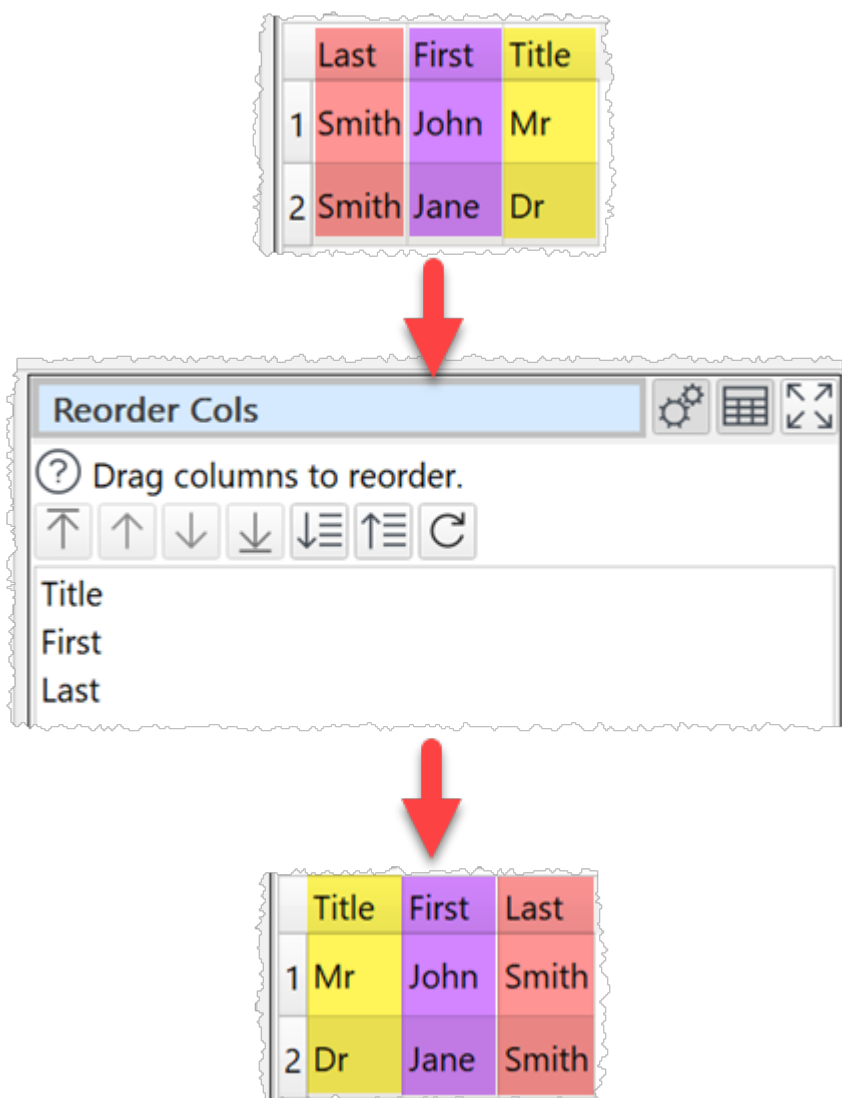 Last First Title
1 Smith John Mr
2 Smith Jane Dr
Reorder Cols
? Drag columns to reorder.
Title
First
Last
Title First Last
1 Mr John Smith
2 Dr Jane Smith